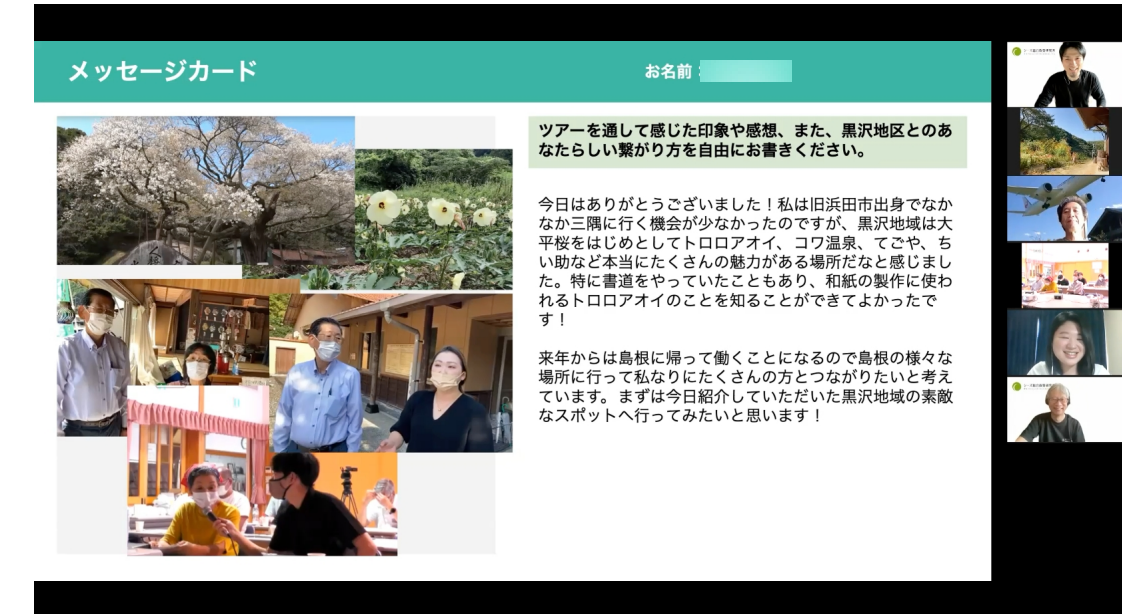 メッセージカード
お名前：
ツアーを通して感じた印象や感想、また、黒沢地区とのあ
なたらしい繋がり方を自由にお書きください。
今日はありがとうございました！私は旧浜田市出身でなか
なか三隅に行く機会が少なかったのですが、黒沢地域は大
平桜をはじめとしてトロロアオイ、コワ温泉、てごや、ち
い助など本当にたくさんの魅力がある場所だなと感じまし
た。特に書道をやっていたこともあり、和紙の製作に使わ
れるトロロアオイのことを知ることができてよかったで
す！
来年からは島根に帰って働くことになるので島根の様々な
場所に行って私なりにたくさんの方とつながりたいと考え
ています。まずは今日紹介していただいた黒沢地域の素敵
なスポットへ行ってみたいと思います！